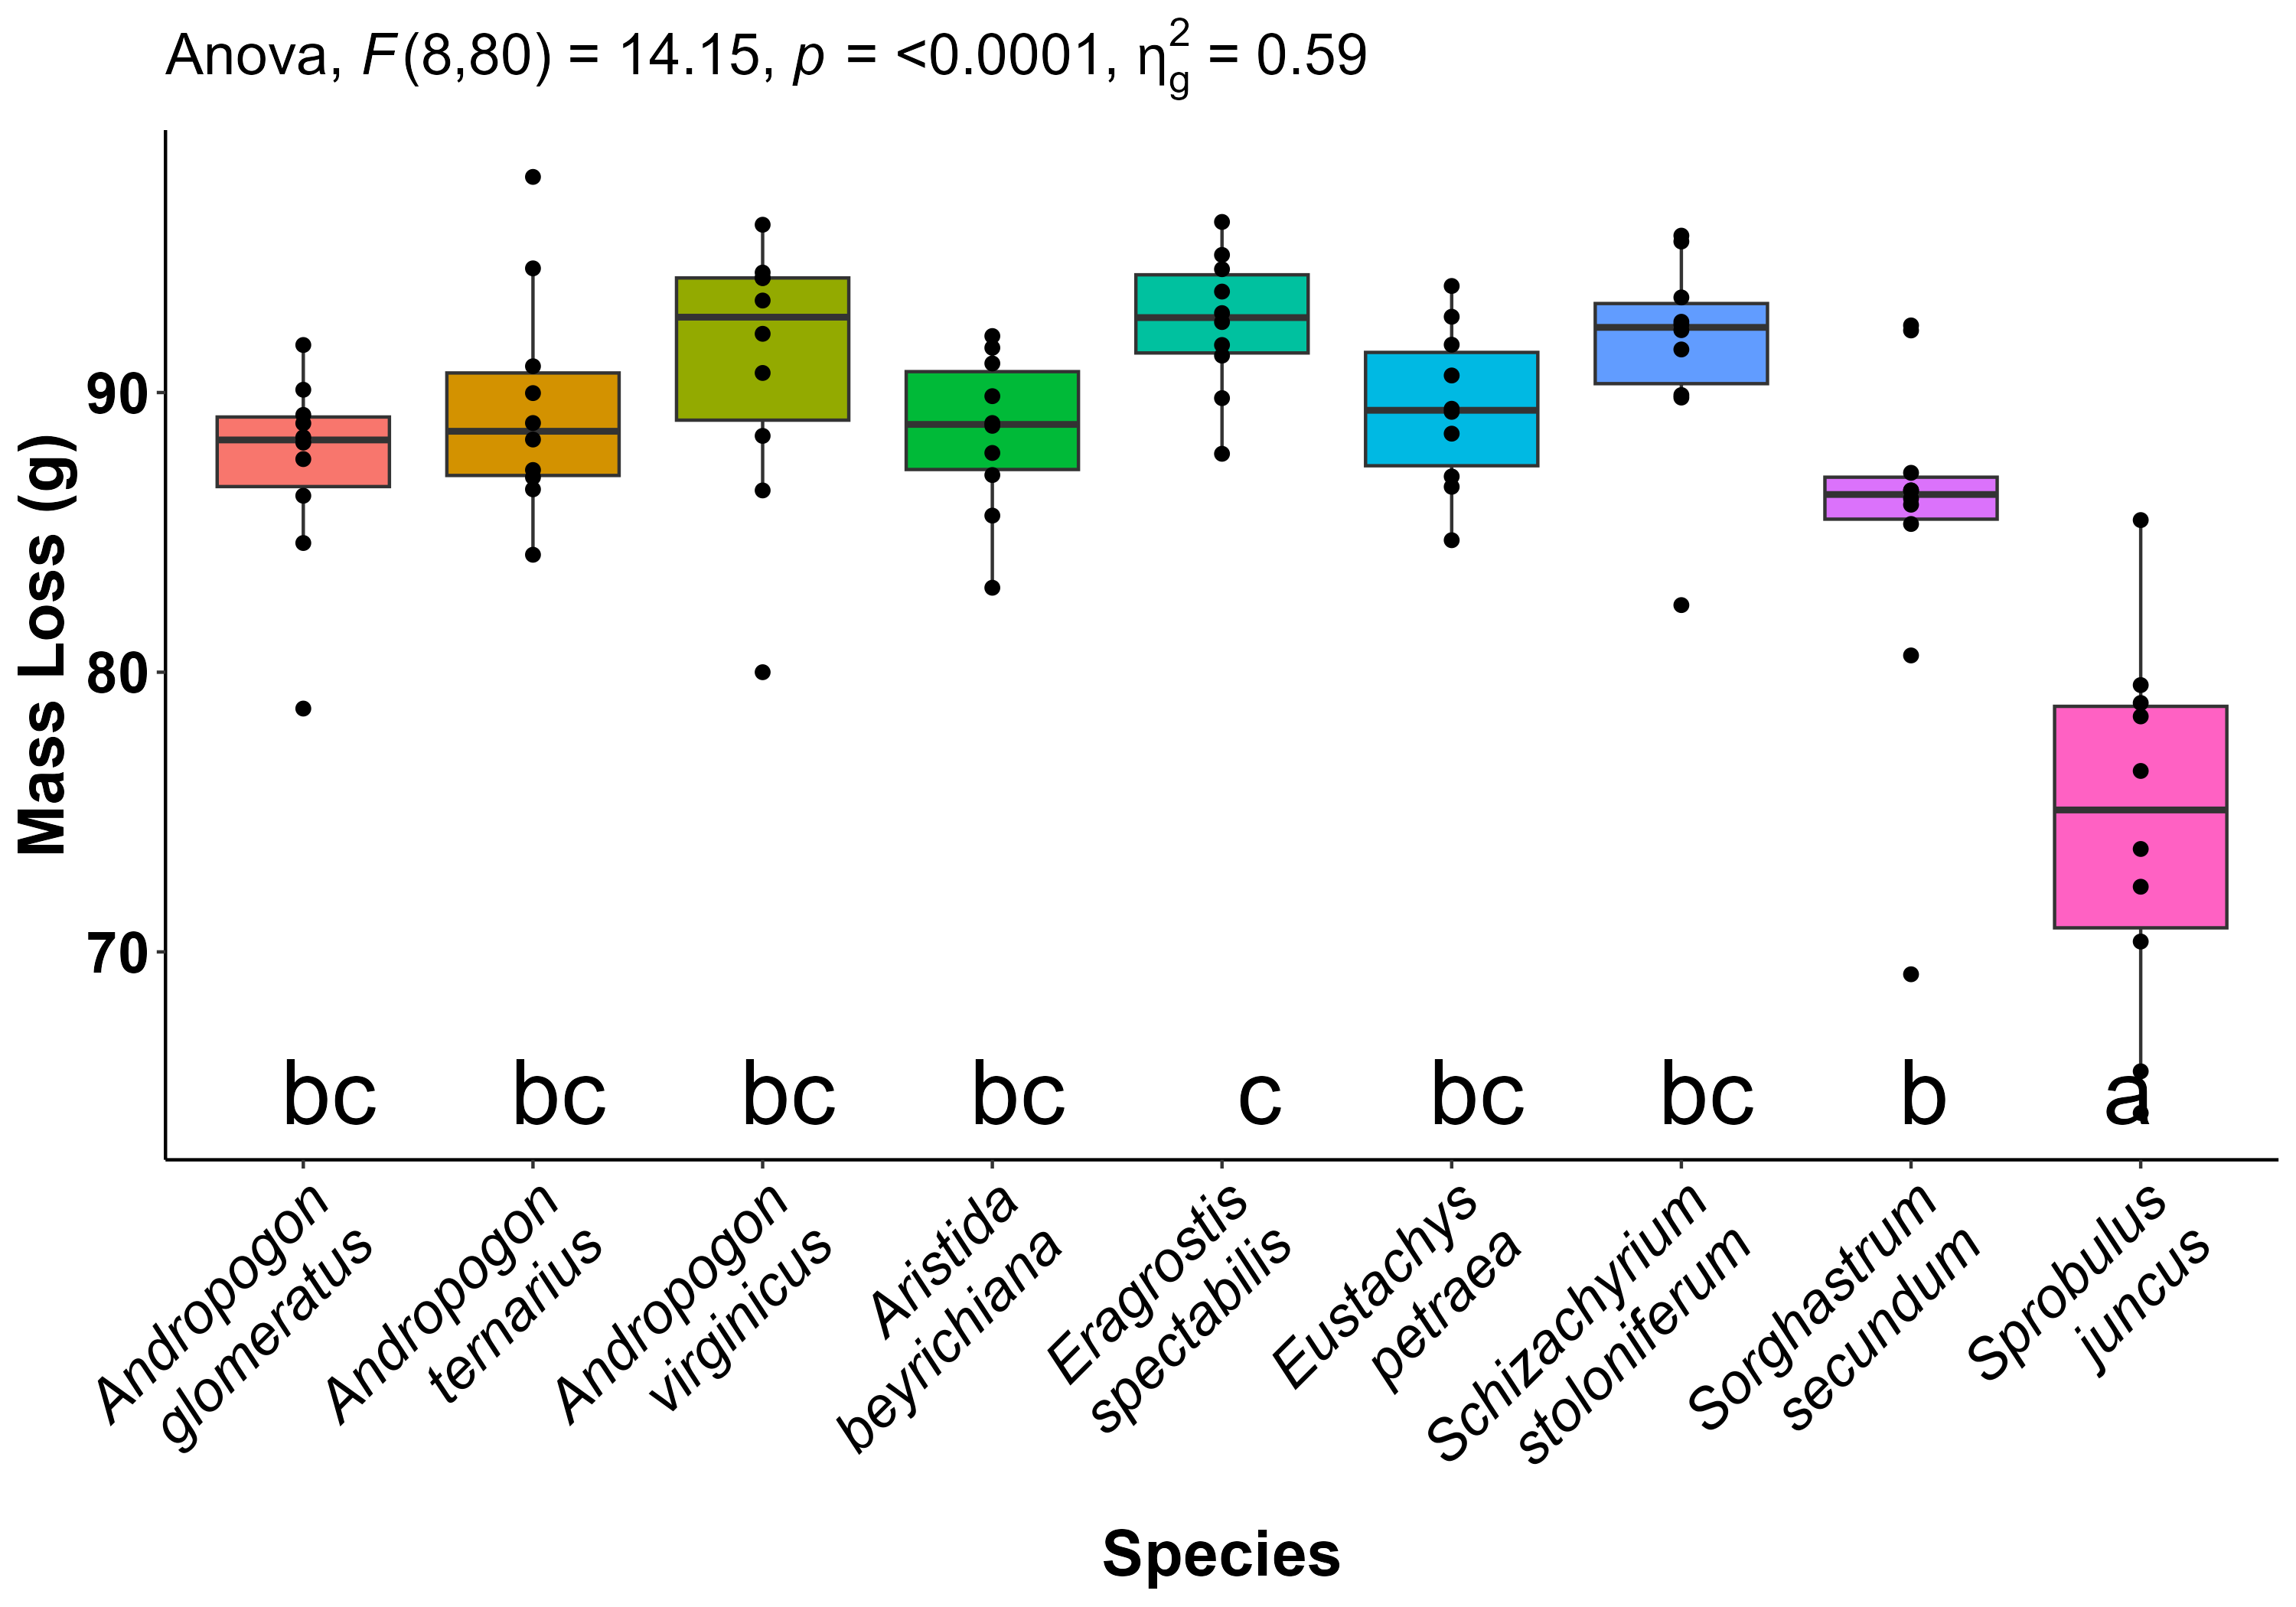 Anova, F(8,80) = 14.15, p = <0.0001, η²g = 0.59
Mass Loss (g)
90
80
70
bc bc bc bc c bc bc b a
Andropogon
glomeratus
Andropogon
ternarius
Andropogon
virginicus
Aristida
beyrichiana
Eragrostis
spectabilis
Eustachys
petraea
Schizachyrium
stoloniferum
Sorghastrum
secundum
Sprobulus
juncus
Species